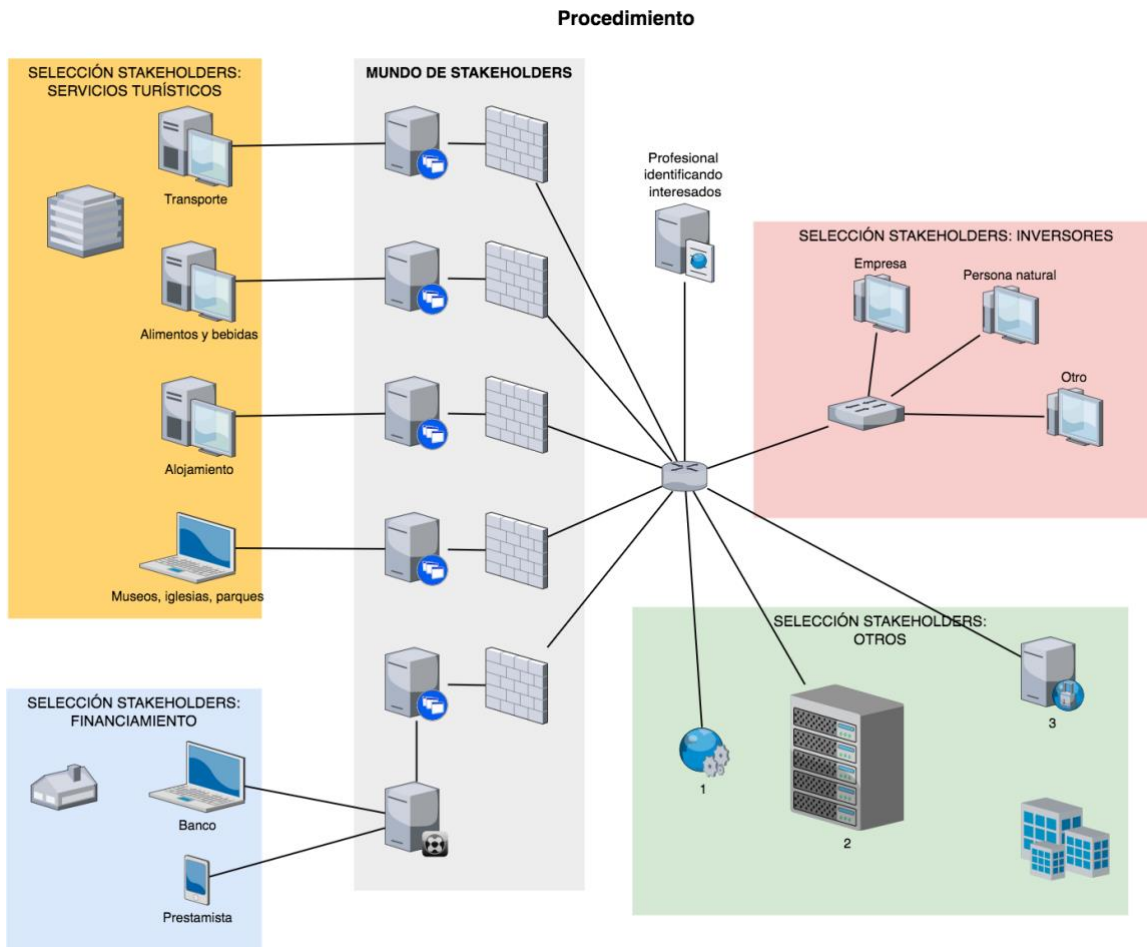 Procedimiento
SELECCIÓN STAKEHOLDERS:
SERVICIOS TURÍSTICOS
Transporte
Alimentos y bebidas
Alojamiento
Museos, iglesias, parques
MUNDO DE STAKEHOLDERS
Profesional
identificando
interesados
SELECCIÓN STAKEHOLDERS: INVERSORES
Empresa
Persona natural
Otro
SELECCIÓN STAKEHOLDERS:
FINANCIAMIENTO
Banco
Prestamista
SELECCIÓN STAKEHOLDERS:
OTROS
1
2
3